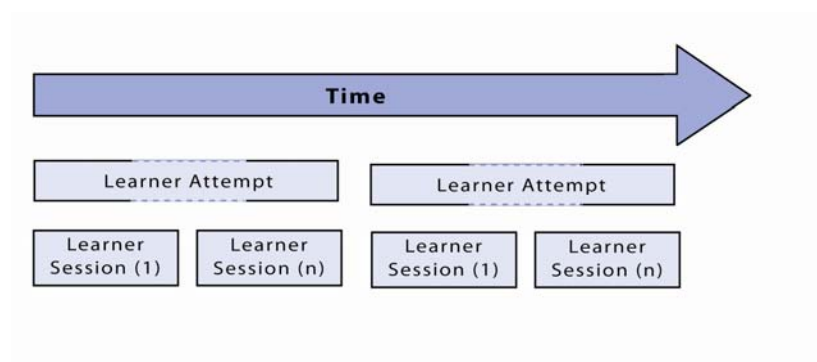 Time
Learner Attempt
Learner Attempt
Learner
Session (1)
Learner
Session (n)
Learner
Session (1)
Learner
Session (n)